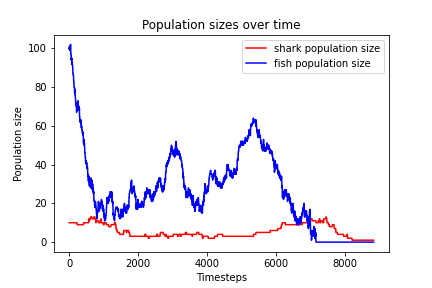 Population sizes over time
shark population size
fish population size
Population size
100
80
60
40
20
0
0
2000
4000
6000
8000
Timesteps